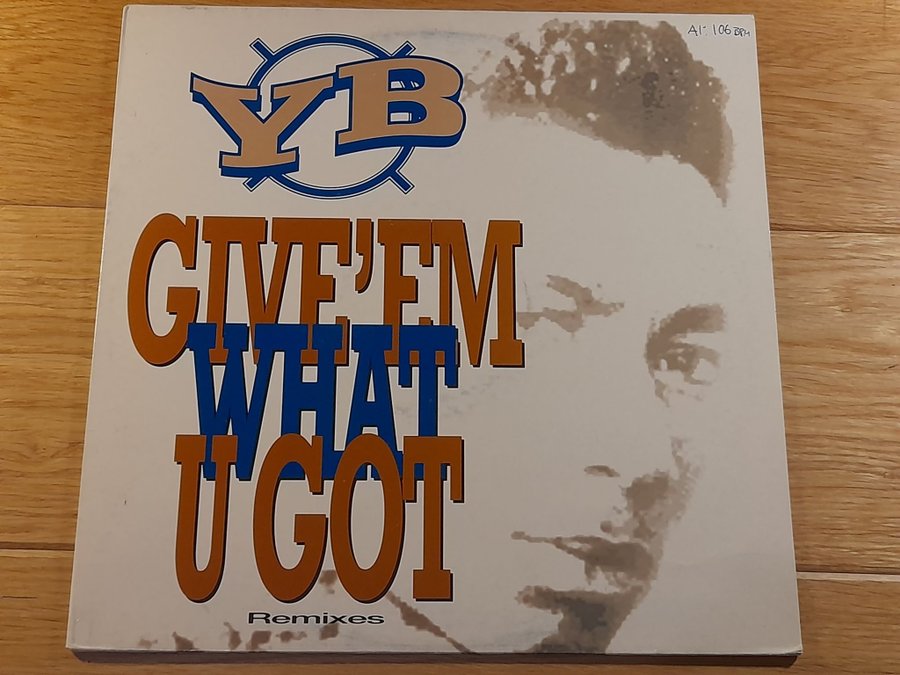 A1: 106 BPM
YB
GIVE'EM
WHAT
U GOT
Remixes